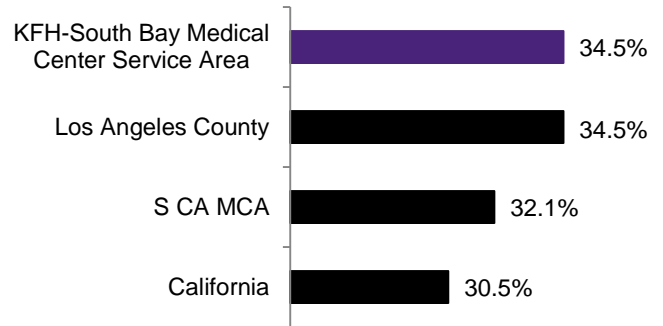 KFH-South Bay Medical
Center Service Area
34.5%
Los Angeles County
34.5%
S CA MCA
32.1%
California
30.5%